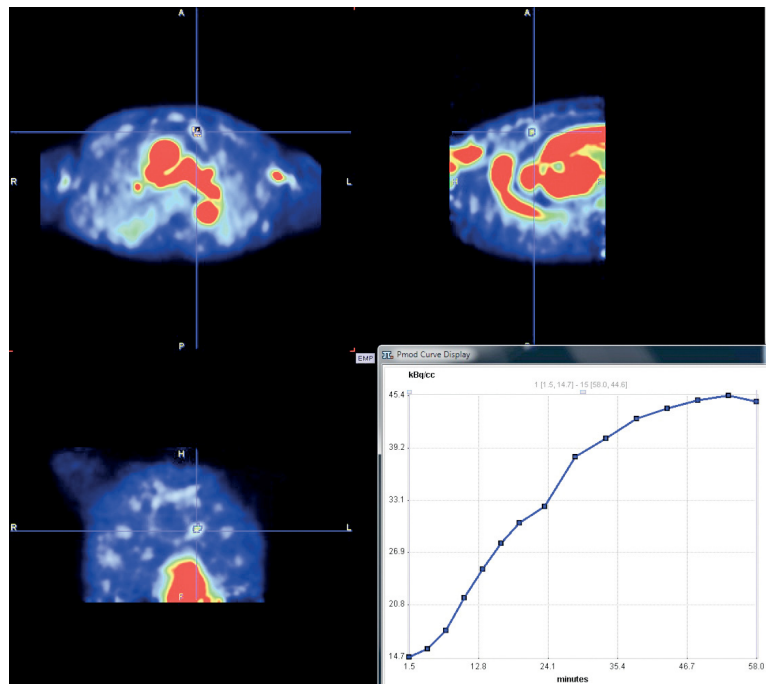 A
A
R
L
P
EMP
H
R
L
F
Pmod Curve Display
kBq/cc
1 [1.5, 14.7] - 15 [58.0, 44.6]
45.4
39.2
33.1
26.9
20.8
14.7
1.5
12.8
24.1
35.4
46.7
58.0
minutes